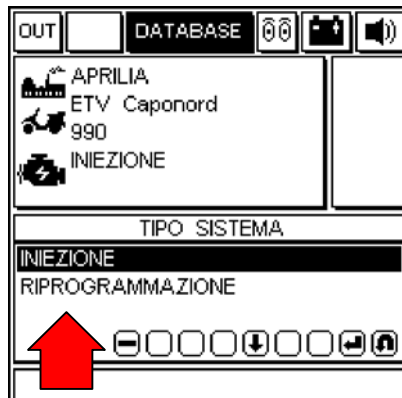 OUT DATABASE
APRILIA
ETV Caponord
990
INIEZIONE
TIPO SISTEMA
INIEZIONE
RIPROGRAMMAZIONE